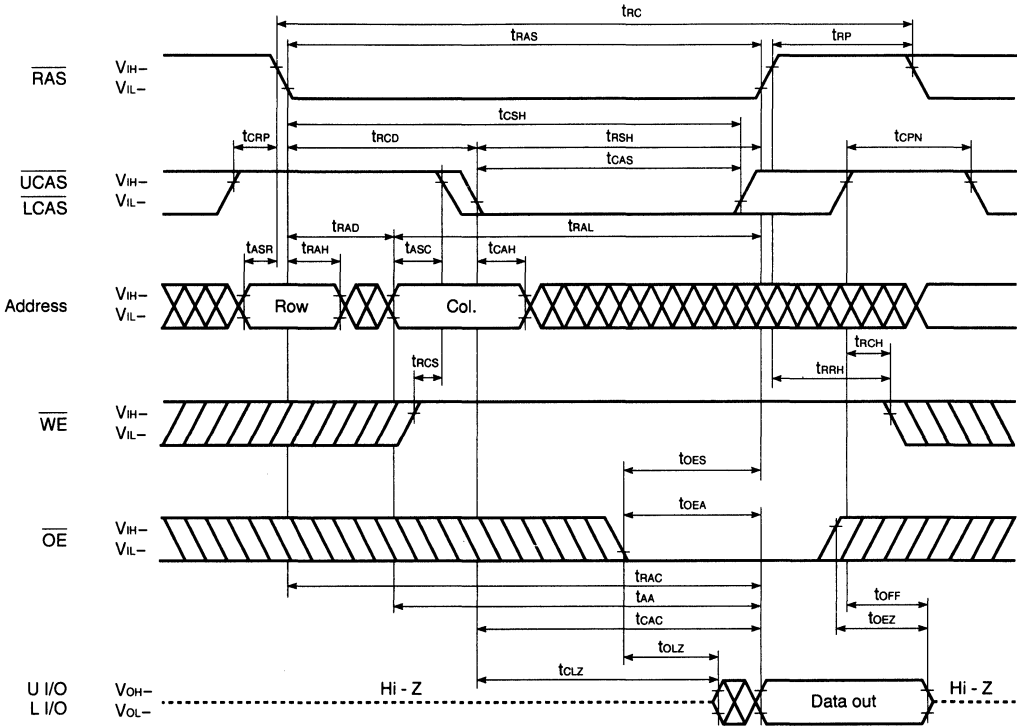 tRC
tRAS tRP
RAS VIH–
VIL–
tCSH
tCRP tRCD tRSH tCPN
tCAS
UCAS VIH–
LCAS VIL–
tRAD tRAL
tASR tRAH tASC tCAH
Address VIH– Row Col.
VIL–
tRCS tRCH
tRRH
WE VIH–
VIL–
tOES
tOEA
OE VIH–
VIL–
tRAC
tAA tOFF
tCAC tOEZ
tOLZ
tCLZ
U I/O VOH– Hi - Z Data out Hi - Z
L I/O VOL–